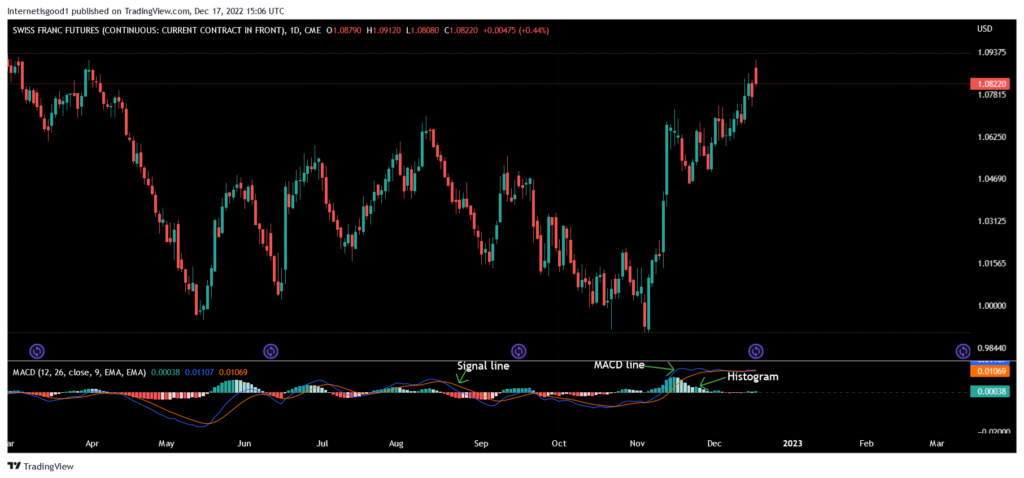 Internetisgood1 published on TradingView.com, Dec 17, 2022 15:06 UTC
SWISS FRANC FUTURES (CONTINUOUS: CURRENT CONTRACT IN FRONT), 1D, CME O1.08790 H1.09120 L1.08080 C1.08220 +0.00475 (+0.44%)
USD
1.09375
1.08220
1.07815
1.06250
1.04690
1.03125
1.01565
1.00000
0.98440
Signal line
MACD line
Histogram
MACD (12, 26, close, 9, EMA, EMA) 0.00038 0.01107 0.01069
0.01069
0.00038
-0.02000
ar Apr May Jun Jul Aug Sep Oct Nov Dec 2023 Feb Mar
TradingView